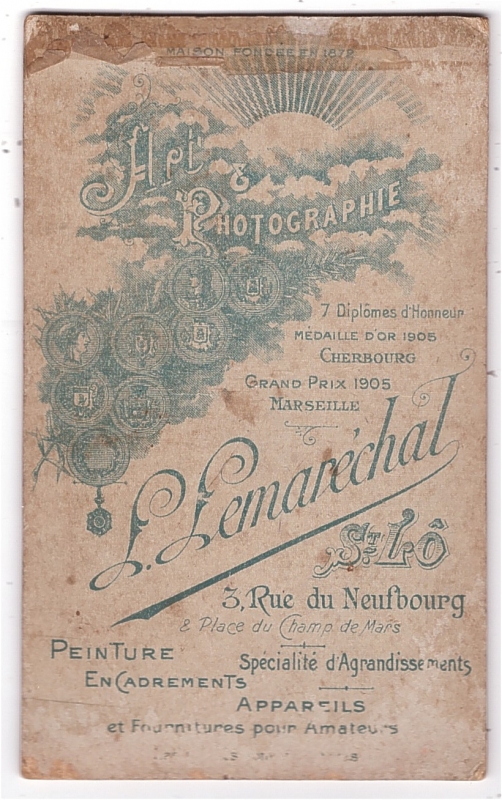 MAISON FONDÉE EN 1872
Art
&
PHOTOGRAPHIE
7 Diplômes d'Honneur
MÉDAILLE D'OR 1905
CHERBOURG
GRAND PRIX 1905
MARSEILLE
L. Lemaréchal
ST. LÔ
3, Rue du Neufbourg
& Place du Champ de Mars
PEINTURE
Spécialité d'Agrandissements
ENCADREMENTS
APPAREILS
et Fournitures pour Amateurs